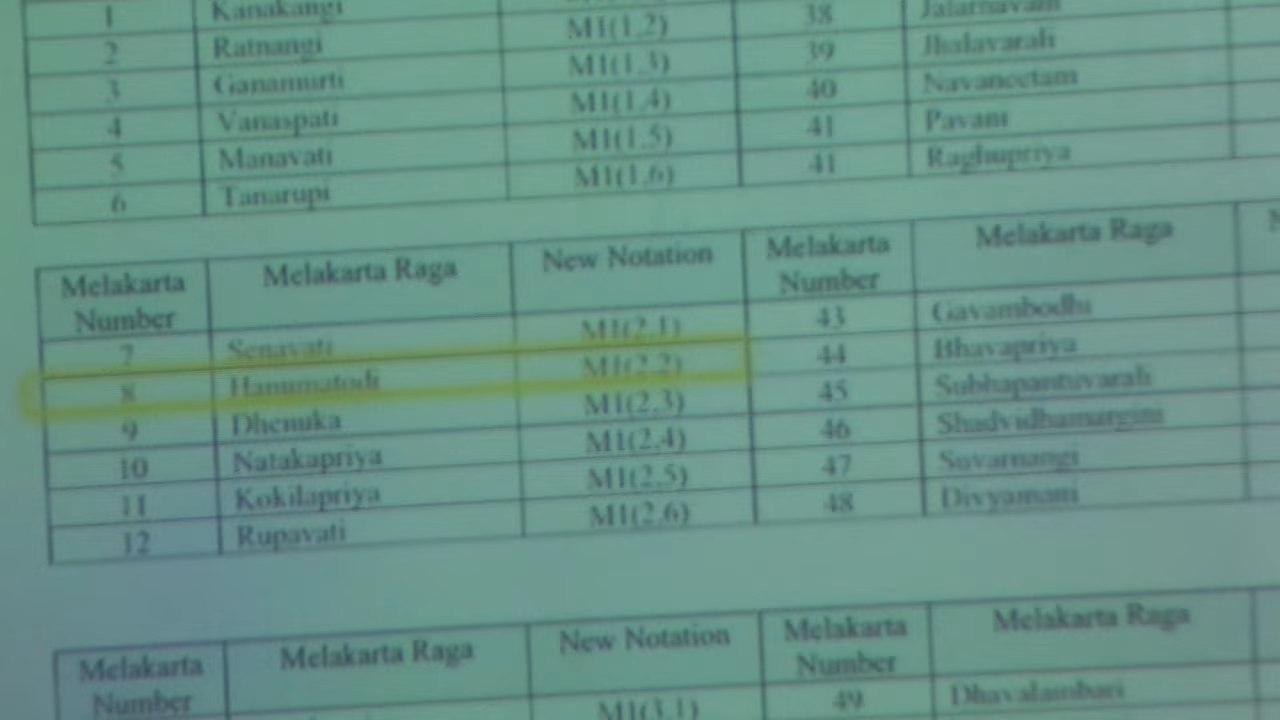 1 Kanakangi 38 Jalarnavam
2 Ratnangi M1(1,2) 39 Jhalavarali
3 Ganamurti M1(1,3) 40 Navaneetam
4 Vanaspati M1(1,4) 41 Pavani
5 Manavati M1(1,5) 41 Raghupriya
6 Tanarupi M1(1,6)
Melakarta Number Melakarta Raga New Notation Melakarta Number Melakarta Raga
7 Senavati M1(2,1) 43 Gavambodhi
8 Hanumatodi M1(2,2) 44 Bhavapriya
9 Dhenuka M1(2,3) 45 Subhapantuvarali
10 Natakapriya M1(2,4) 46 Shadvidhamargini
11 Kokilapriya M1(2,5) 47 Suvarnangi
12 Rupavati M1(2,6) 48 Divyamani
Melakarta Number Melakarta Raga New Notation Melakarta Number Melakarta Raga
M1(3,1) 49 Dhavalambari